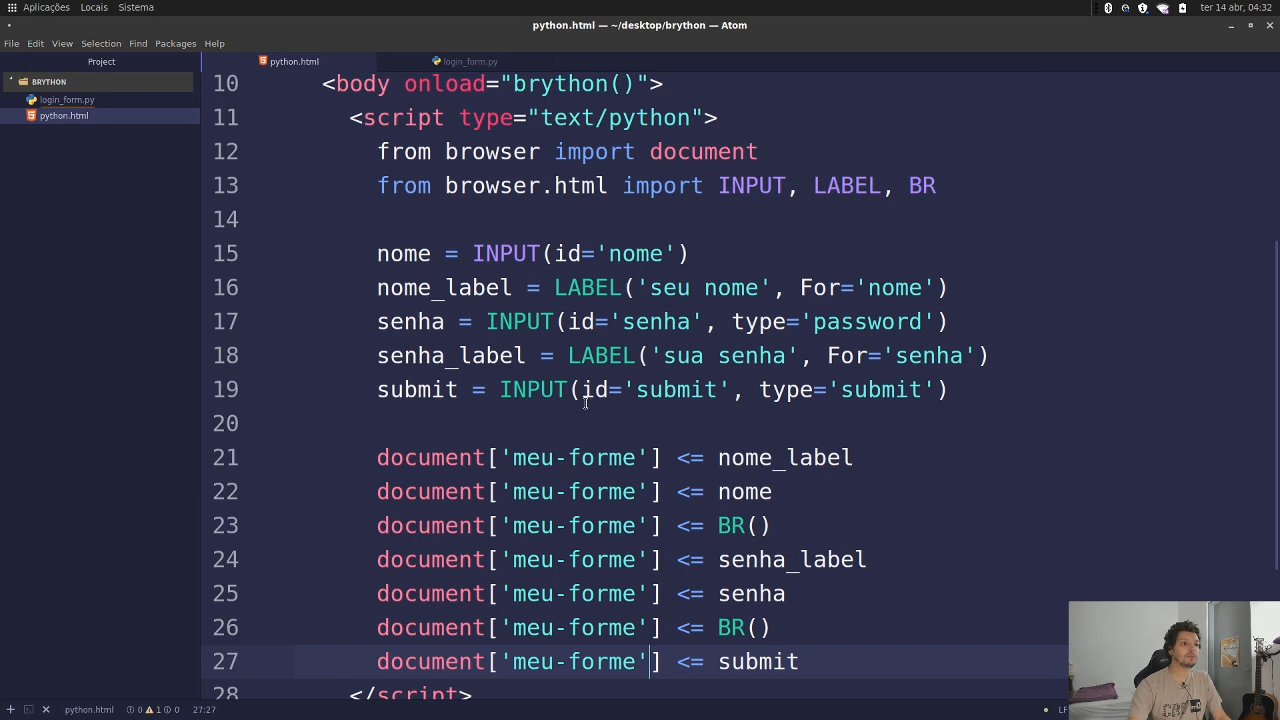 Aplicações Locais Sistema
ter 14 abr, 04:32
python.html — ~/desktop/brython — Atom
File Edit View Selection Find Packages Help
Project
python.html
login_form.py
BRYTHON
login_form.py
python.html
10 <body onload="brython()">
11 <script type="text/python">
12 from browser import document
13 from browser.html import INPUT, LABEL, BR
14
15 nome = INPUT(id='nome')
16 nome_label = LABEL('seu nome', For='nome')
17 senha = INPUT(id='senha', type='password')
18 senha_label = LABEL('sua senha', For='senha')
19 submit = INPUT(id='submit', type='submit')
20
21 document['meu-forme'] <= nome_label
22 document['meu-forme'] <= nome
23 document['meu-forme'] <= BR()
24 document['meu-forme'] <= senha_label
25 document['meu-forme'] <= senha
26 document['meu-forme'] <= BR()
27 document['meu-forme'] <= submit
28 </script>
python.html 0 1 0 27:27
LF